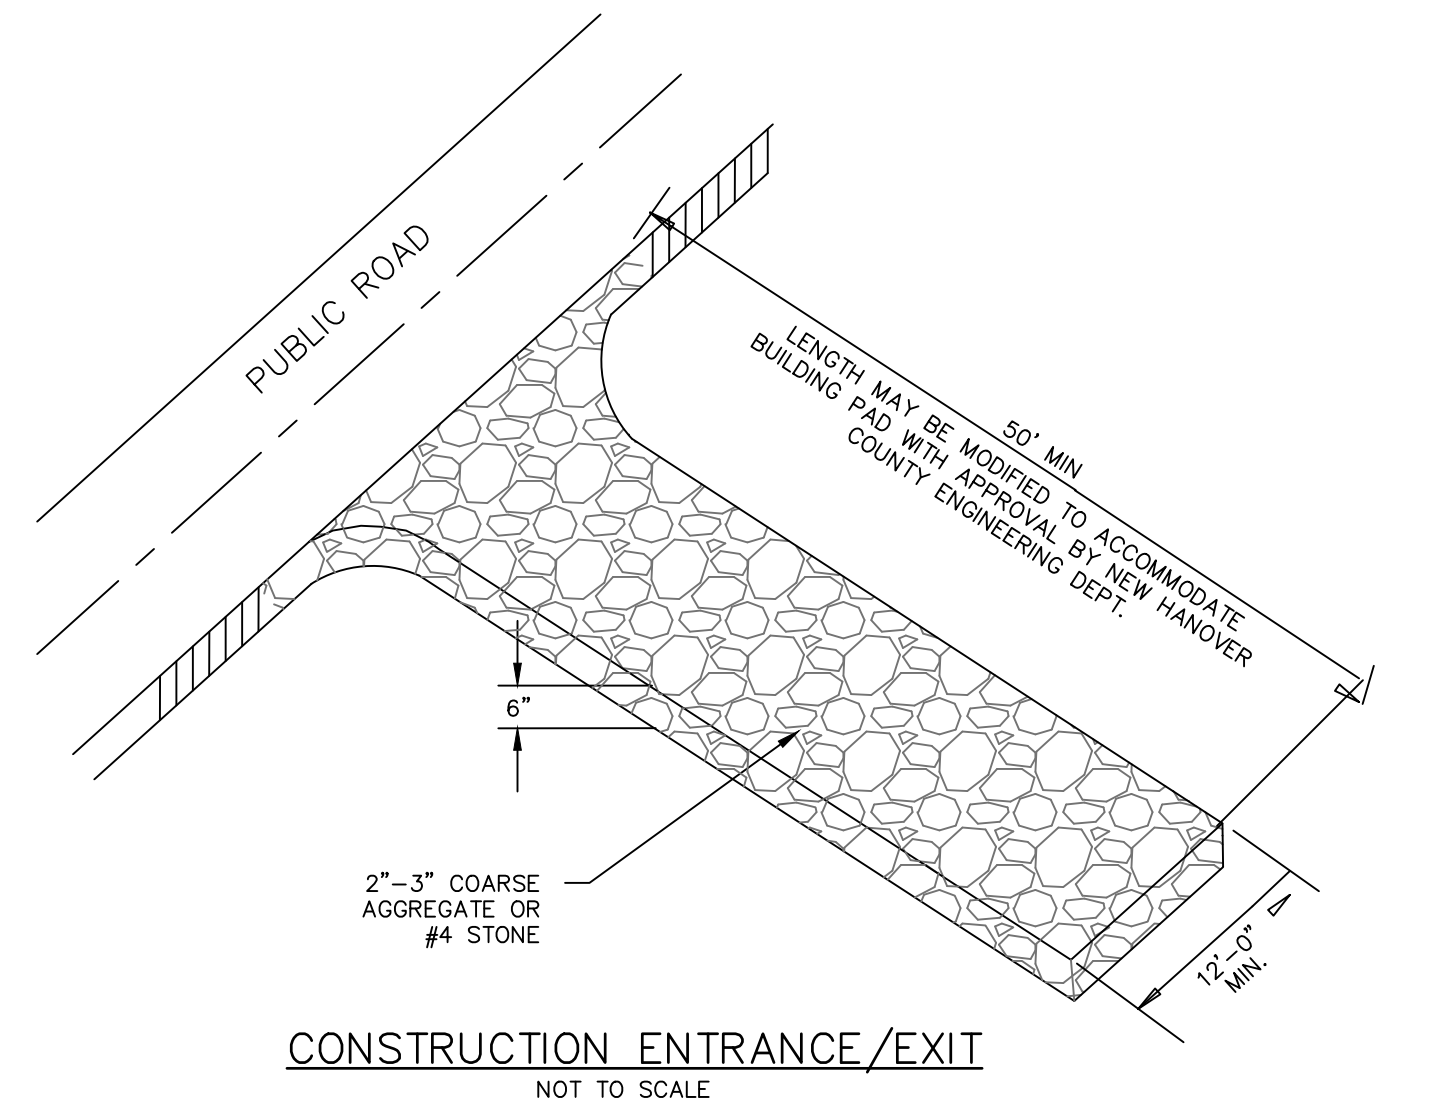 PUBLIC ROAD
50' MIN
LENGTH MAY BE MODIFIED TO ACCOMMODATE
BUILDING PAD WITH APPROVAL BY NEW HANOVER
COUNTY ENGINEERING DEPT.
6"
2"-3" COARSE
AGGREGATE OR
#4 STONE
12'-0"
MIN.
CONSTRUCTION ENTRANCE/EXIT
NOT TO SCALE